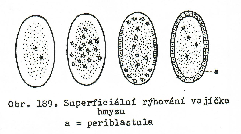 a
Obr. 189. Superficiální rýhování vajíčka
hmyzu
a = periblastula